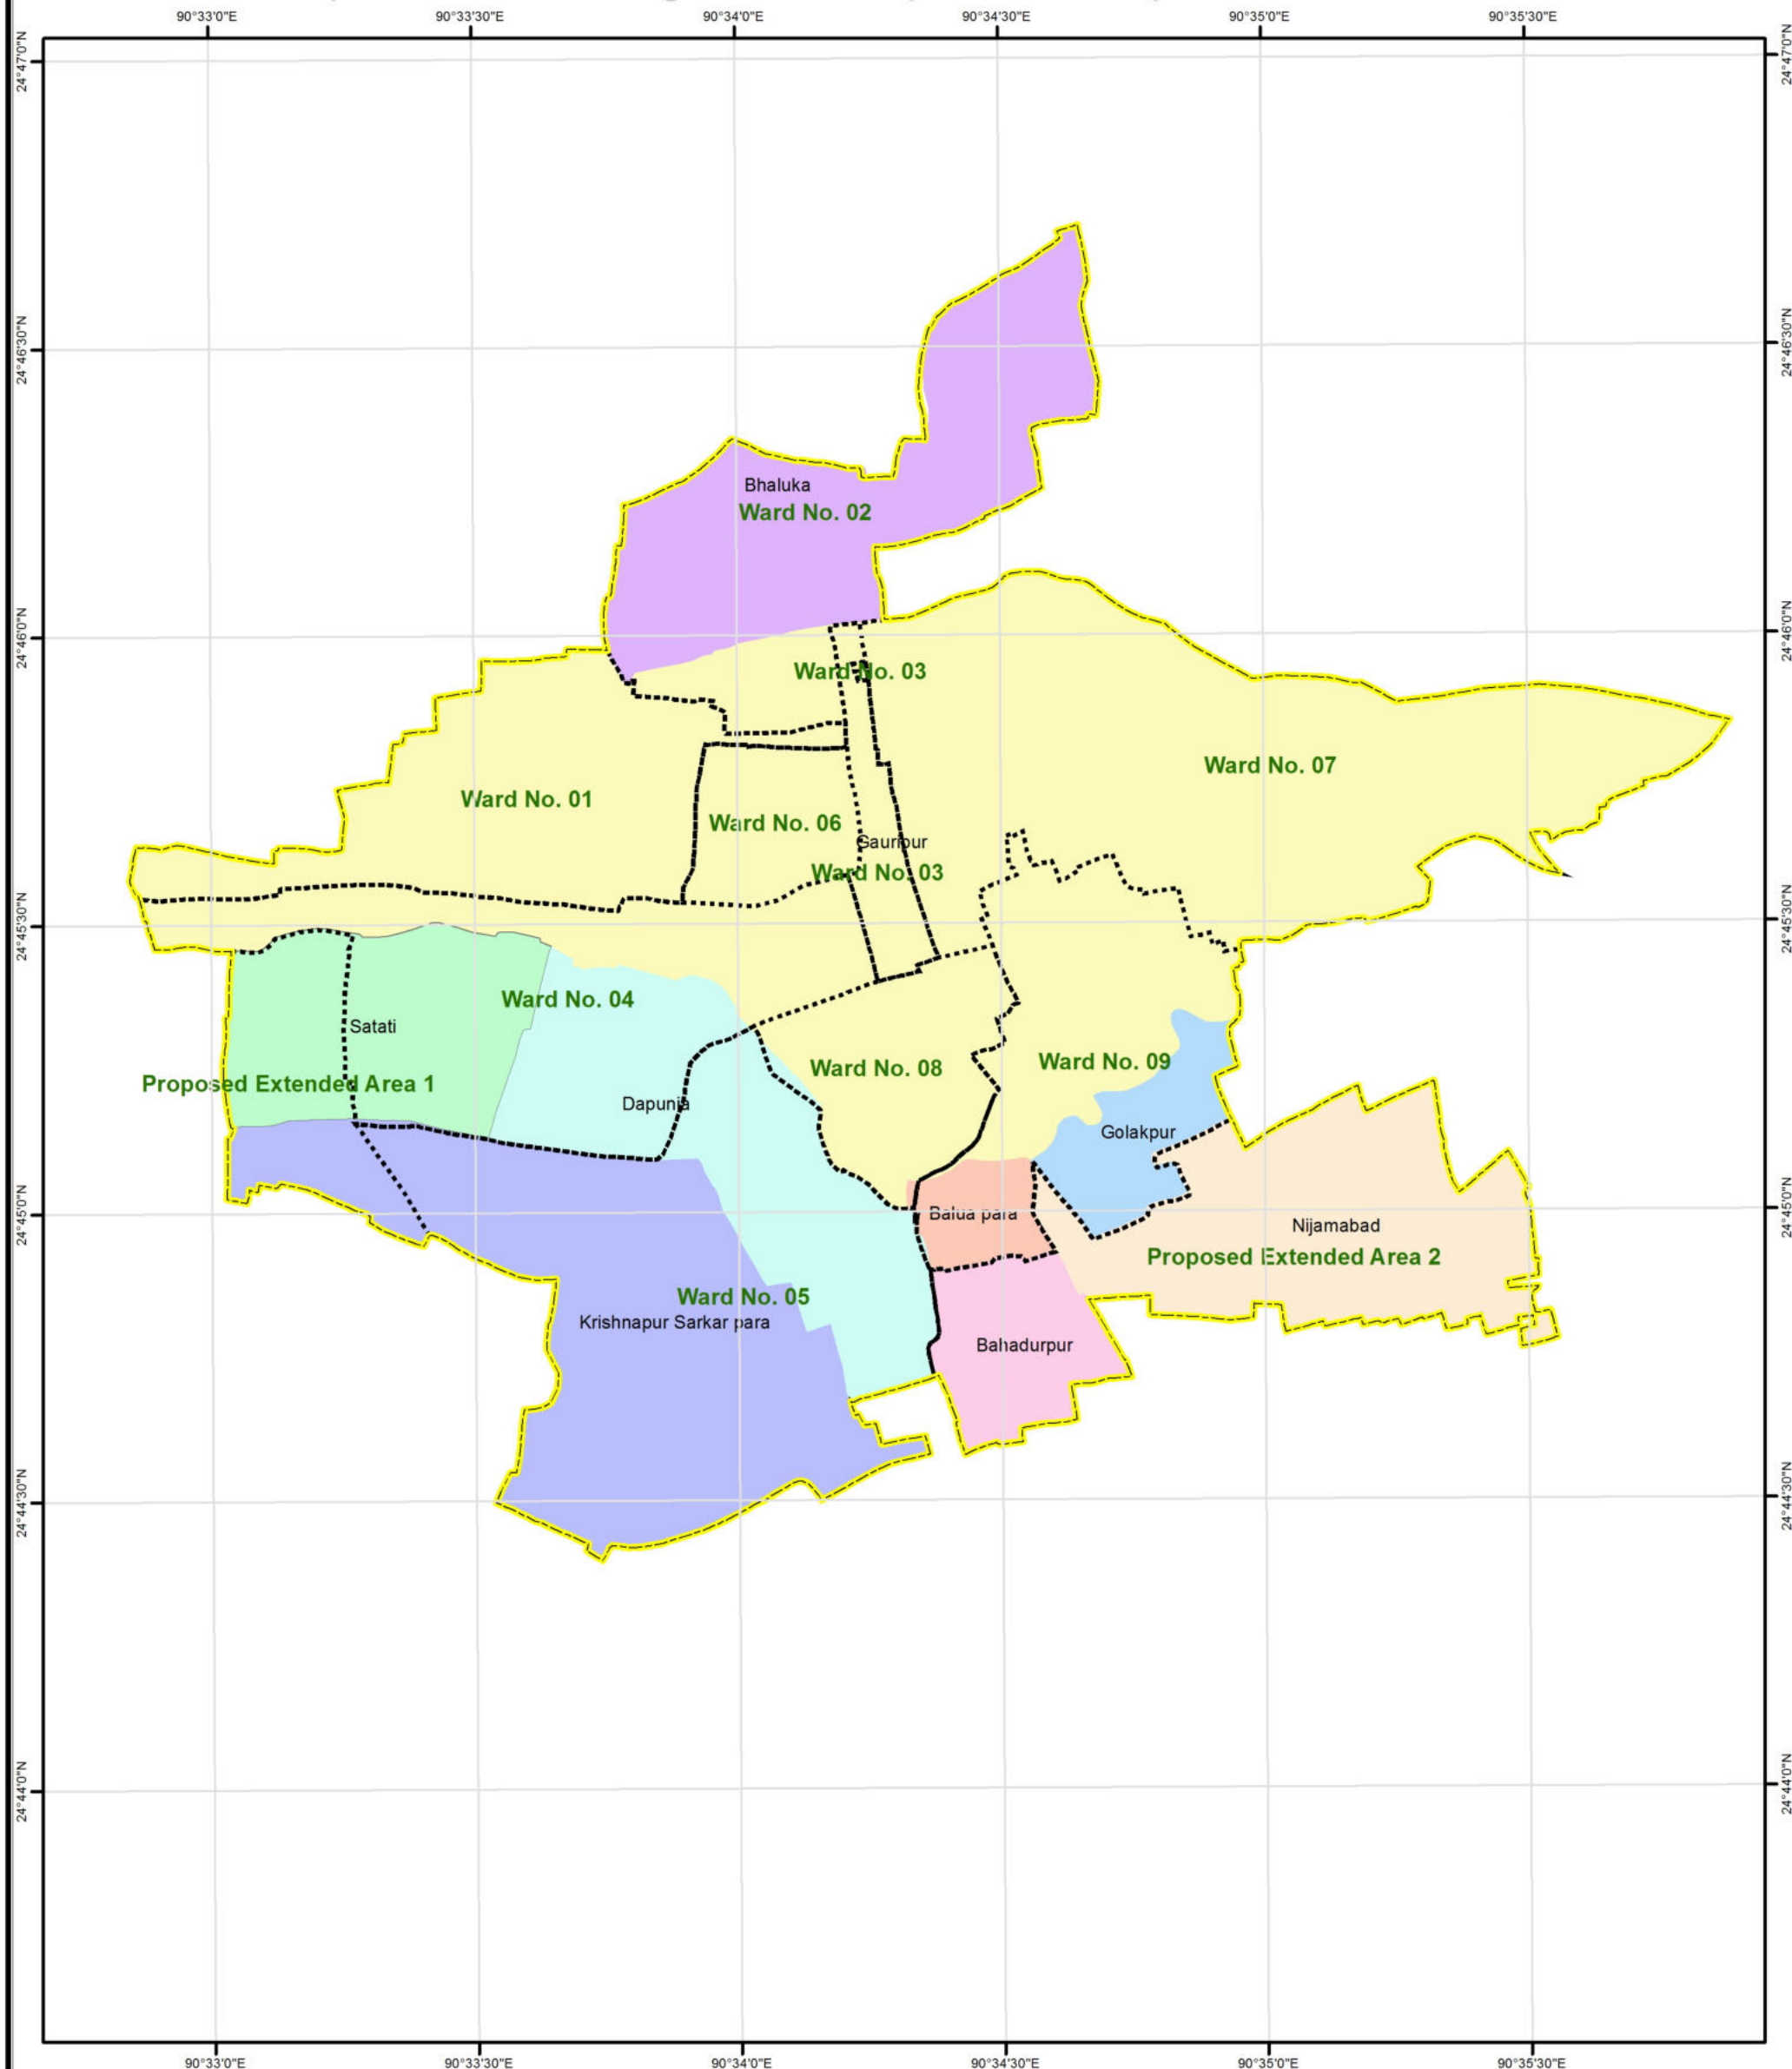 90°33'0"E
90°33'30"E
90°34'0"E
90°34'30"E
90°35'0"E
90°35'30"E
24°47'0"N
24°47'0"N
24°46'30"N
24°46'30"N
Bhaluka
Ward No. 02
24°46'0"N
24°46'0"N
Ward No. 03
Ward No. 07
Ward No. 01
Ward No. 06
Gauripur
Ward No. 03
24°45'30"N
24°45'30"N
Ward No. 04
Satati
Ward No. 09
Ward No. 08
Proposed Extended Area 1
Dapunia
Golakpur
24°45'0"N
24°45'0"N
Balua para
Nijamabad
Proposed Extended Area 2
Ward No. 05
Krishnapur Sarkar para
Bahadurpur
24°44'30"N
24°44'30"N
24°44'0"N
24°44'0"N
90°33'0"E
90°33'30"E
90°34'0"E
90°34'30"E
90°35'0"E
90°35'30"E